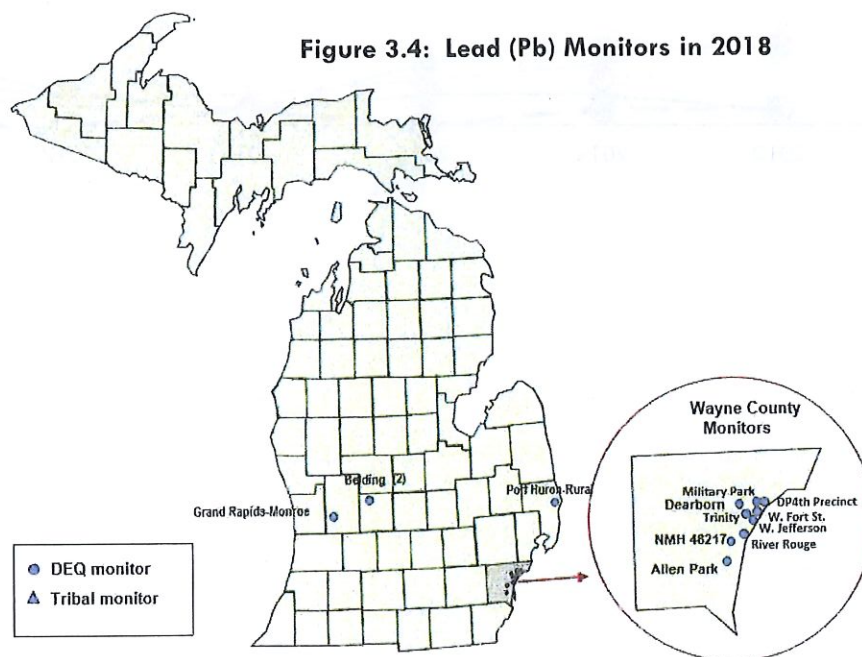 Figure 3.4: Lead (Pb) Monitors in 2018
Wayne County
Monitors
Belding (2)
Port Huron-Rural
Grand Rapids-Monroe
Military Park
DP4th Precinct
Dearborn
W. Fort St.
Trinity
W. Jefferson
NMH 48217
River Rouge
Allen Park
DEQ monitor
Tribal monitor